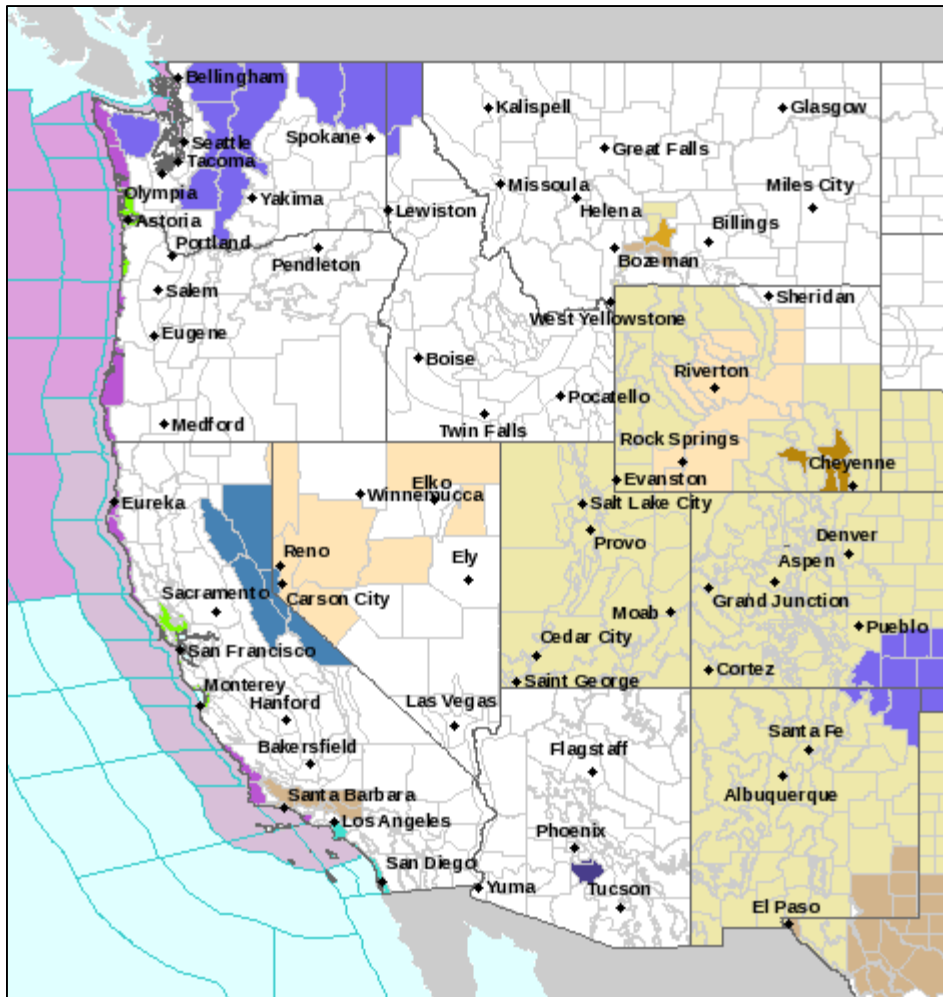 Bellingham
Kalispell
Glasgow
Spokane
Seattle
Great Falls
Tacoma
Missoula
Miles City
Olympia
Yakima
Helena
Lewiston
Astoria
Billings
Portland
Pendleton
Bozeman
Salem
Sheridan
West Yellowstone
Eugene
Boise
Riverton
Pocatello
Medford
Twin Falls
Rock Springs
Cheyenne
Elko
Evanston
Winnemucca
Eureka
Salt Lake City
Provo
Denver
Reno
Ely
Aspen
Sacramento
Carson City
Grand Junction
Moab
Pueblo
Cedar City
San Francisco
Cortez
Saint George
Monterey
Hanford
Las Vegas
Santa Fe
Bakersfield
Flagstaff
Albuquerque
Santa Barbara
Los Angeles
Phoenix
San Diego
Yuma
Tucson
El Paso